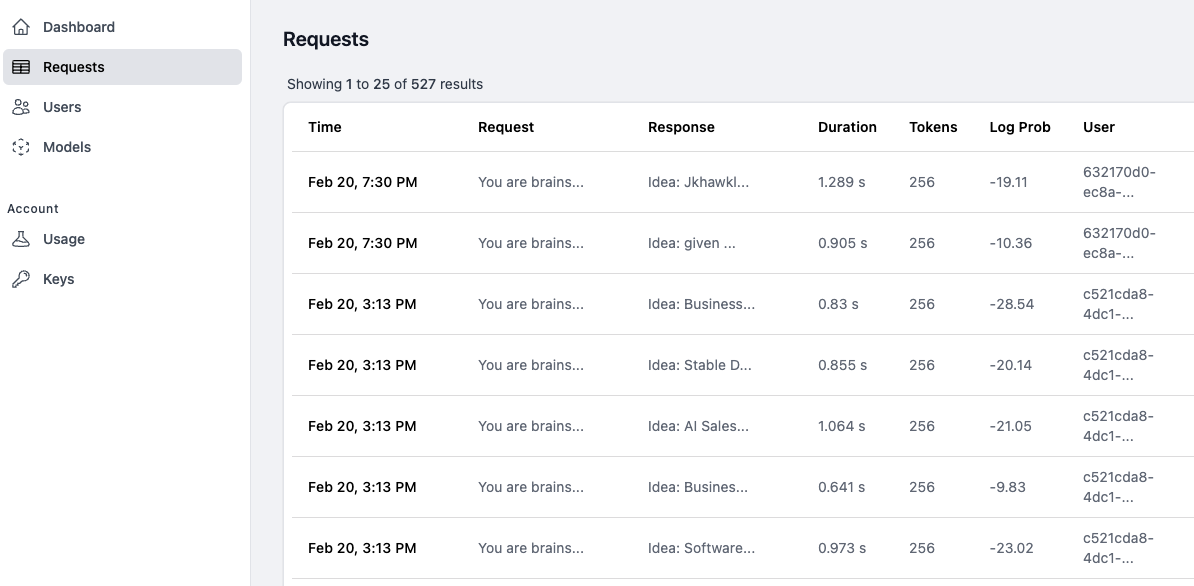 Dashboard
Requests
Users
Models
Account
Usage
Keys
Requests
Showing 1 to 25 of 527 results
Time Request Response Duration Tokens Log Prob User
Feb 20, 7:30 PM You are brains... Idea: Jkhawkl... 1.289 s 256 -19.11 632170d0-
ec8a-...
Feb 20, 7:30 PM You are brains... Idea: given ... 0.905 s 256 -10.36 632170d0-
ec8a-...
Feb 20, 3:13 PM You are brains... Idea: Business... 0.83 s 256 -28.54 c521cda8-
4dc1-...
Feb 20, 3:13 PM You are brains... Idea: Stable D... 0.855 s 256 -20.14 c521cda8-
4dc1-...
Feb 20, 3:13 PM You are brains... Idea: AI Sales... 1.064 s 256 -21.05 c521cda8-
4dc1-...
Feb 20, 3:13 PM You are brains... Idea: Busines... 0.641 s 256 -9.83 c521cda8-
4dc1-...
Feb 20, 3:13 PM You are brains... Idea: Software... 0.973 s 256 -23.02 c521cda8-
4dc1-...